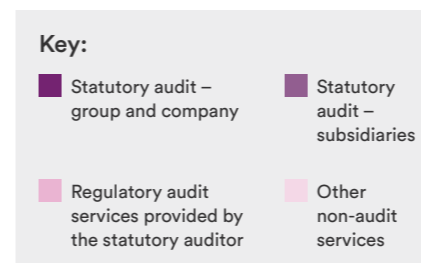 Key:
Statutory audit –
group and company
Statutory
audit –
subsidiaries
Regulatory audit
services provided by
the statutory auditor
Other
non-audit
services